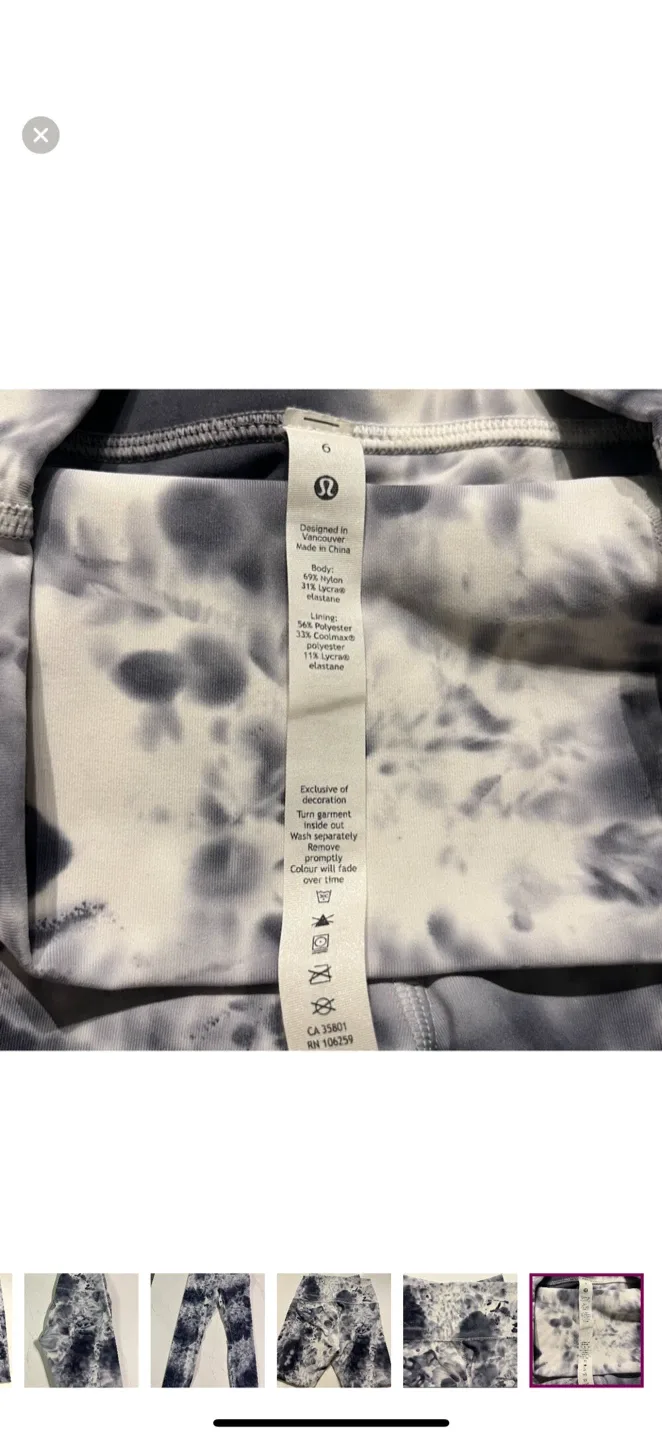 6
Designed in
Vancouver
Made in China
Body:
69% Nylon
31% Lycra®
elastane
Lining:
56% Polyester
33% Coolmax®
polyester
11% Lycra®
elastane
Exclusive of
decoration
Turn garment
inside out
Wash separately
Remove
promptly
Colour will fade
over time
CA 35801
RN 106259